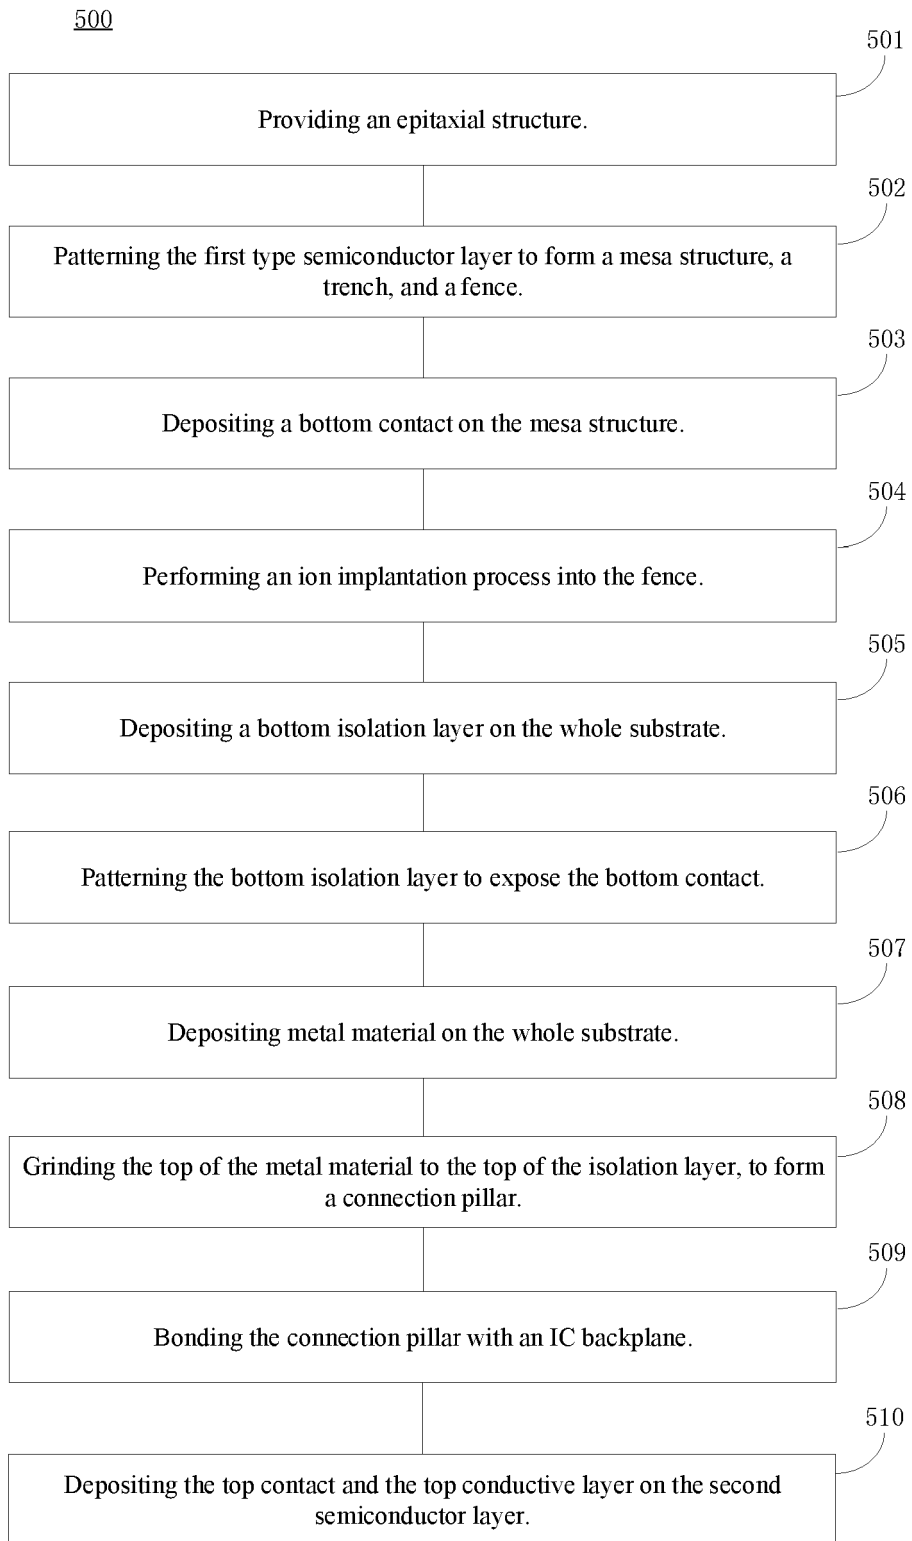 500
501
Providing an epitaxial structure.
502
Patterning the first type semiconductor layer to form a mesa structure, a
trench, and a fence.
503
Depositing a bottom contact on the mesa structure.
504
Performing an ion implantation process into the fence.
505
Depositing a bottom isolation layer on the whole substrate.
506
Patterning the bottom isolation layer to expose the bottom contact.
507
Depositing metal material on the whole substrate.
508
Grinding the top of the metal material to the top of the isolation layer, to form
a connection pillar.
509
Bonding the connection pillar with an IC backplane.
510
Depositing the top contact and the top conductive layer on the second
semiconductor layer.